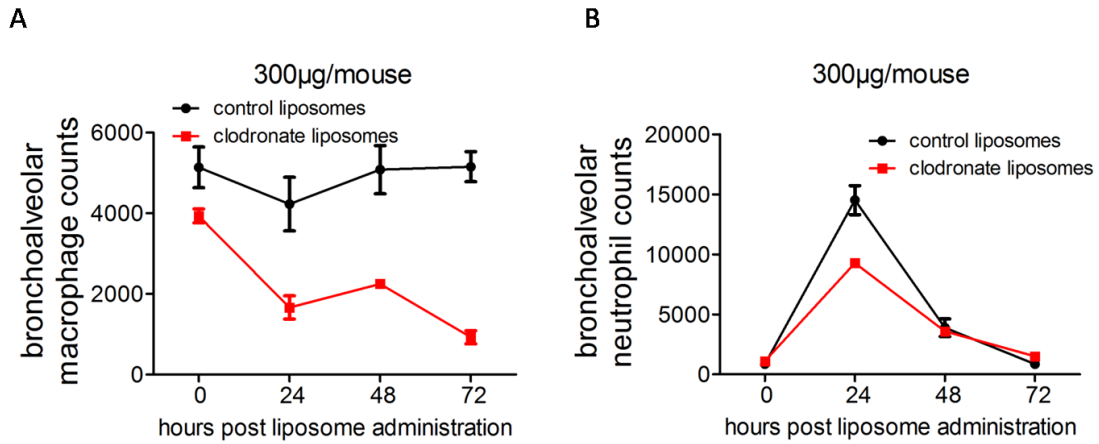 A
300µg/mouse
control liposomes
clodronate liposomes
bronchoalveolar
macrophage counts
6000
4000
2000
0
0 24 48 72
hours post liposome administration
B
300µg/mouse
control liposomes
clodronate liposomes
bronchoalveolar
neutrophil counts
20000
15000
10000
5000
0
0 24 48 72
hours post liposome administration